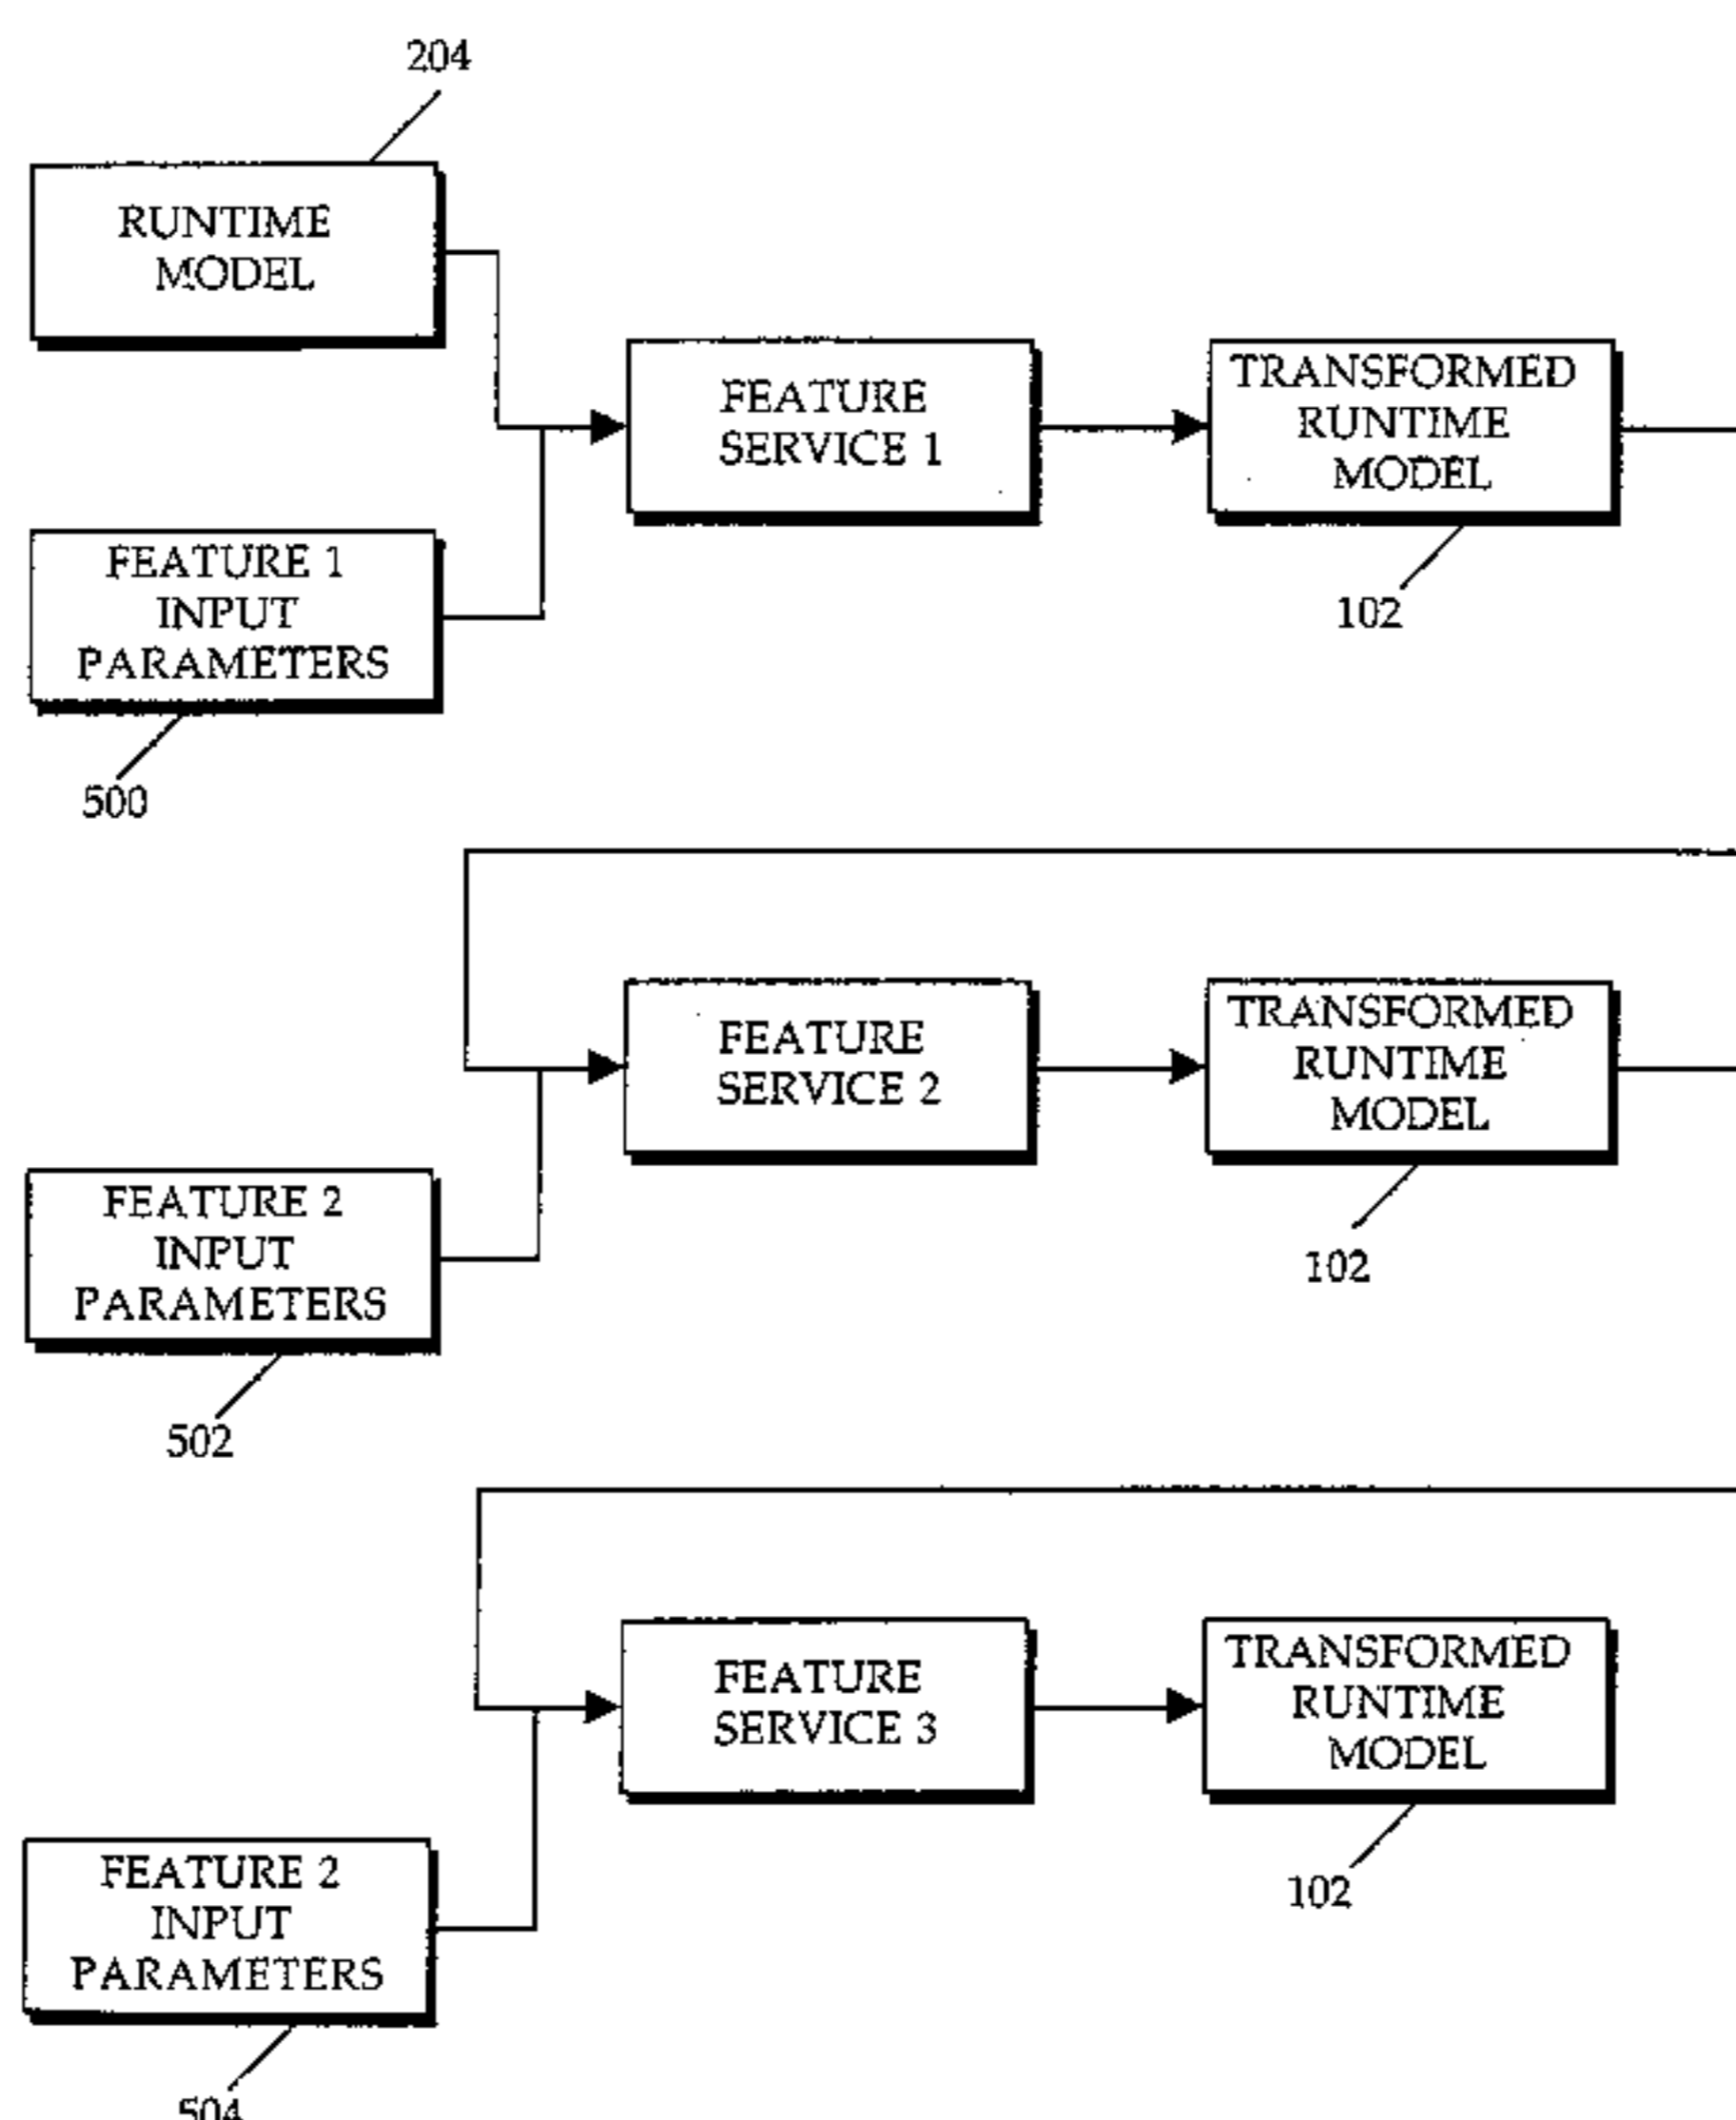 204
RUNTIME
MODEL
FEATURE
SERVICE 1
TRANSFORMED
RUNTIME
MODEL
102
FEATURE 1
INPUT
PARAMETERS
500
FEATURE
SERVICE 2
TRANSFORMED
RUNTIME
MODEL
102
FEATURE 2
INPUT
PARAMETERS
502
FEATURE
SERVICE 3
TRANSFORMED
RUNTIME
MODEL
102
FEATURE 2
INPUT
PARAMETERS
504